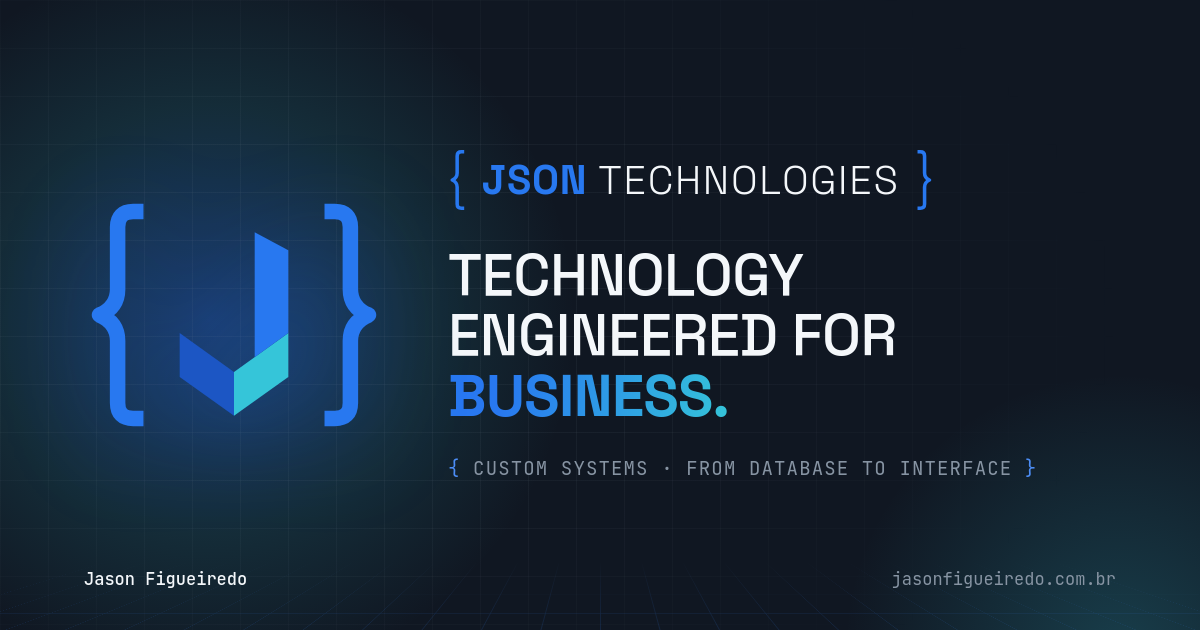 { JSON TECHNOLOGIES }
TECHNOLOGY
ENGINEERED FOR
BUSINESS.
{ CUSTOM SYSTEMS · FROM DATABASE TO INTERFACE }
Jason Figueiredo
jasonfigueiredo.com.br